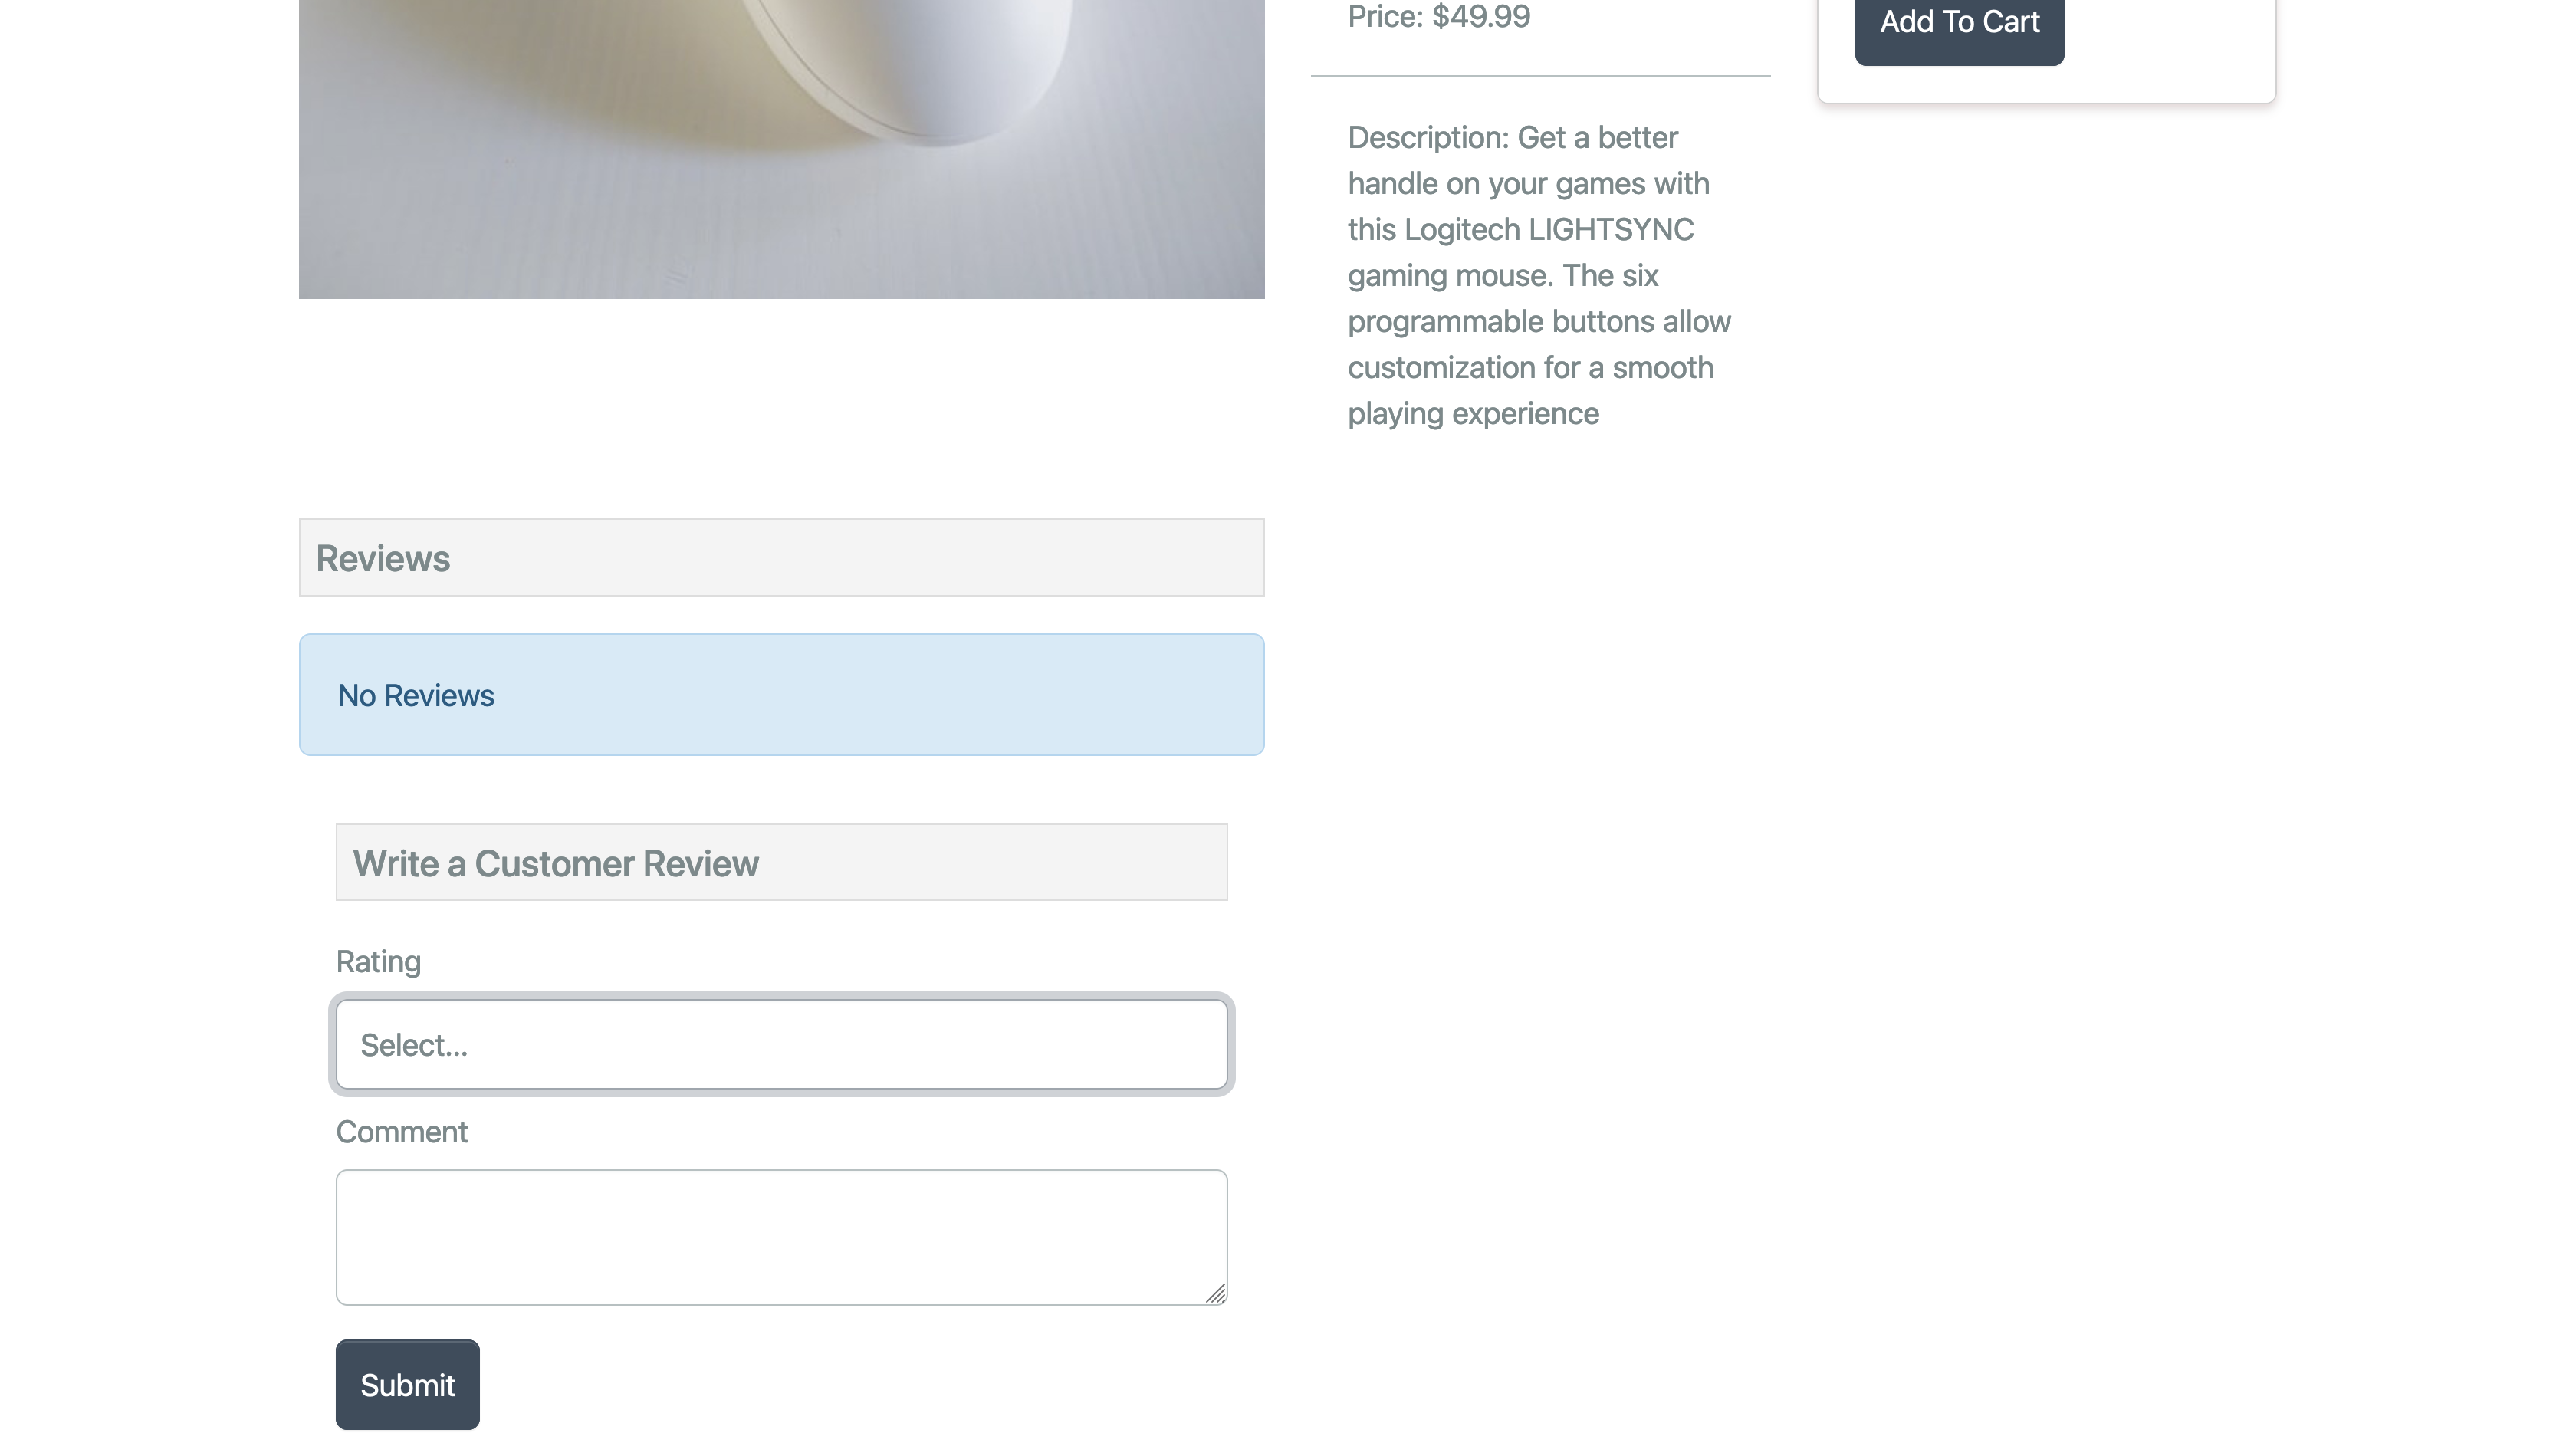 Price: $49.99
Add To Cart
Description: Get a better
handle on your games with
this Logitech LIGHTSYNC
gaming mouse. The six
programmable buttons allow
customization for a smooth
playing experience
Reviews
No Reviews
Write a Customer Review
Rating
Select...
Comment
Submit